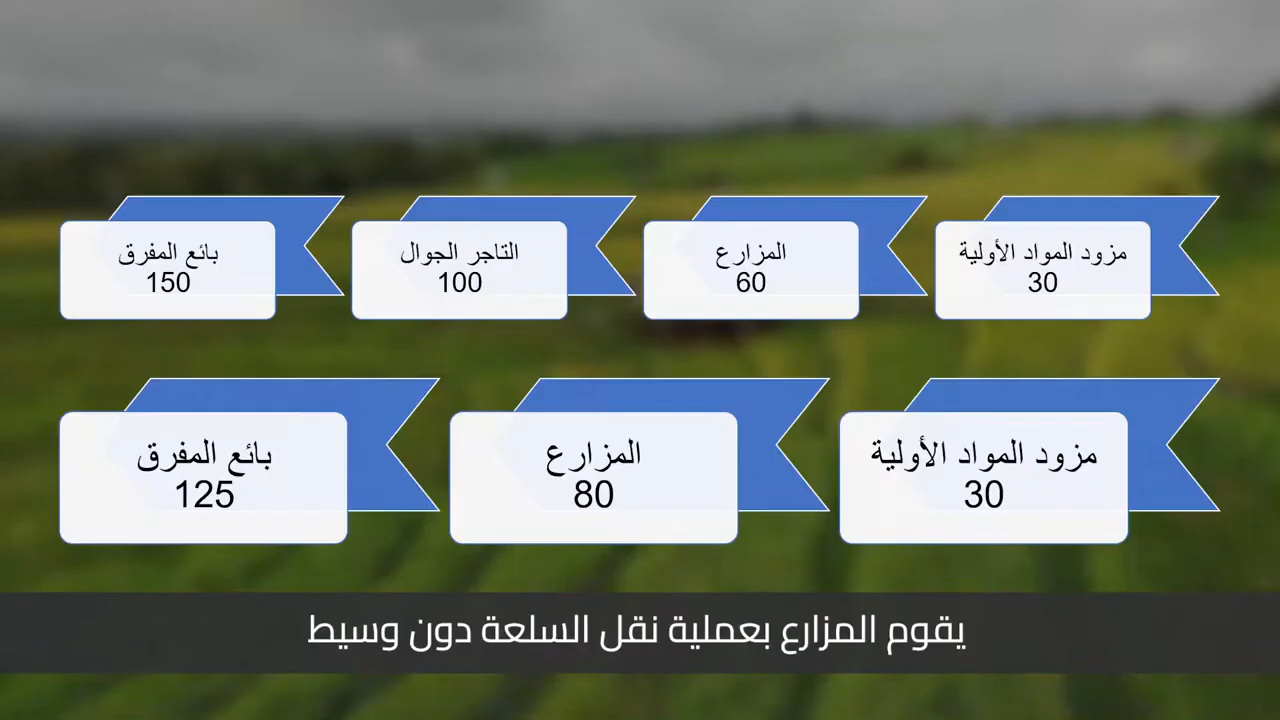 مزود المواد الأولية
30
المزارع
60
التاجر الجوال
100
بائع المفرق
150
مزود المواد الأولية
30
المزارع
80
بائع المفرق
125
يقوم المزارع بعملية نقل السلعة دون وسيط